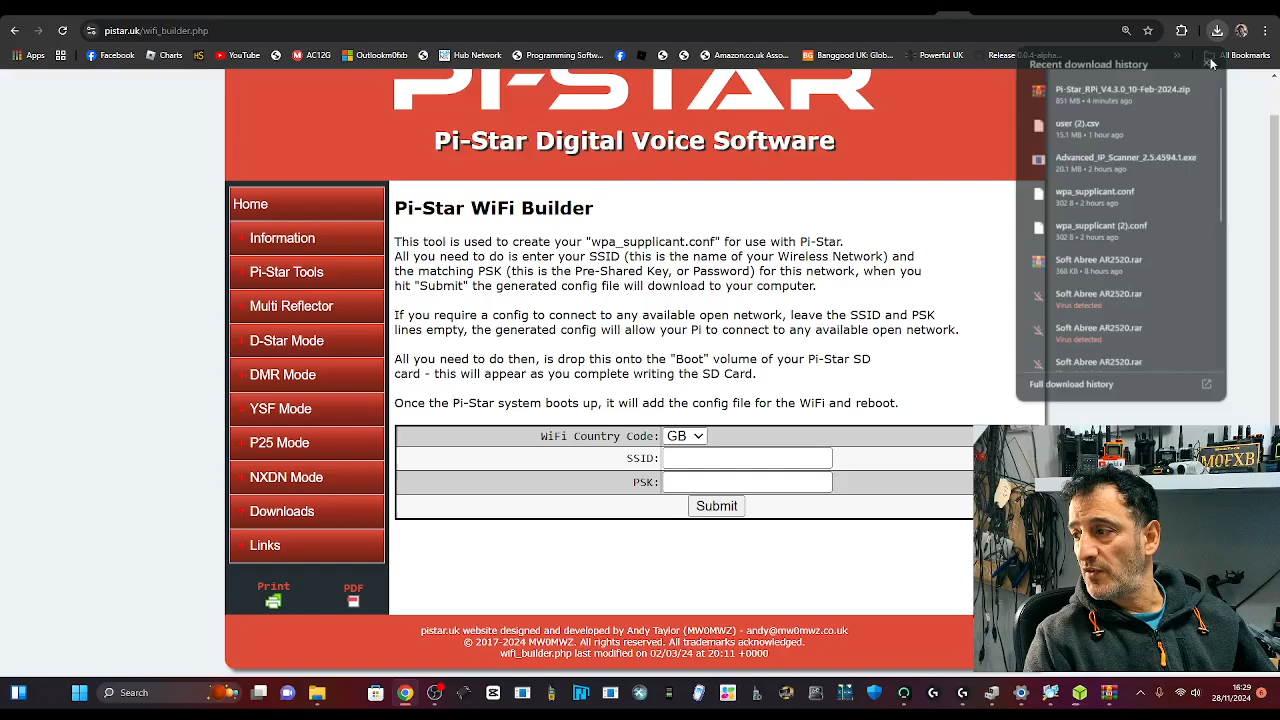 pistar.uk/wifi_builder.php
Apps
Facebook
Charts
HS
YouTube
AC12G
Outlook0fxb
Hub Network
Programming Softw...
Amazon.co.uk: Amazo...
Banggood UK: Glob...
Powerful UK
Release 0.0.4-alpha...
»
All Bookmarks
PI-STAR
Pi-Star Digital Voice Software
Home
Information
Pi-Star Tools
Multi Reflector
D-Star Mode
DMR Mode
YSF Mode
P25 Mode
NXDN Mode
Downloads
Links
Print
PDF
Pi-Star WiFi Builder
This tool is used to create your "wpa_supplicant.conf" for use with Pi-Star.
All you need to do is enter your SSID (this is the name of your Wireless Network) and
the matching PSK (this is the Pre-Shared Key, or Password) for this network, when you
hit "Submit" the generated config file will download to your computer.
If you require a config to connect to any available open network, leave the SSID and PSK
lines empty, the generated config will allow your Pi to connect to any available open network.
All you need to do then, is drop this onto the "Boot" volume of your Pi-Star SD
card - this will appear as you complete writing the SD Card.
Once the Pi-Star system boots up, it will add the config file for the WiFi and reboot.
WiFi Country Code: GB
SSID:
PSK:
Submit
pistar.uk website designed and developed by Andy Taylor (MW0MWZ) - andy@mw0mwz.co.uk
© 2017-2024 MW0MWZ. All rights reserved. All trademarks acknowledged.
wifi_builder.php last modified on 02/03/24 at 20:11 +0000
Recent download history
Pi-Star_RPi_V4.3.0_10-Feb-2024.zip
851 MB • 4 minutes ago
user (2).csv
15.1 MB • 1 hour ago
Advanced_IP_Scanner_2.5.4594.1.exe
20.1 MB • 2 hours ago
wpa_supplicant.conf
302 B • 2 hours ago
wpa_supplicant (2).conf
302 B • 2 hours ago
Soft Abree AR2520.rar
368 KB • 8 hours ago
Soft Abree AR2520.rar
Virus detected
Soft Abree AR2520.rar
Virus detected
Soft Abree AR2520.rar
Full download history
M0FXB
Search
16:29
28/11/2024